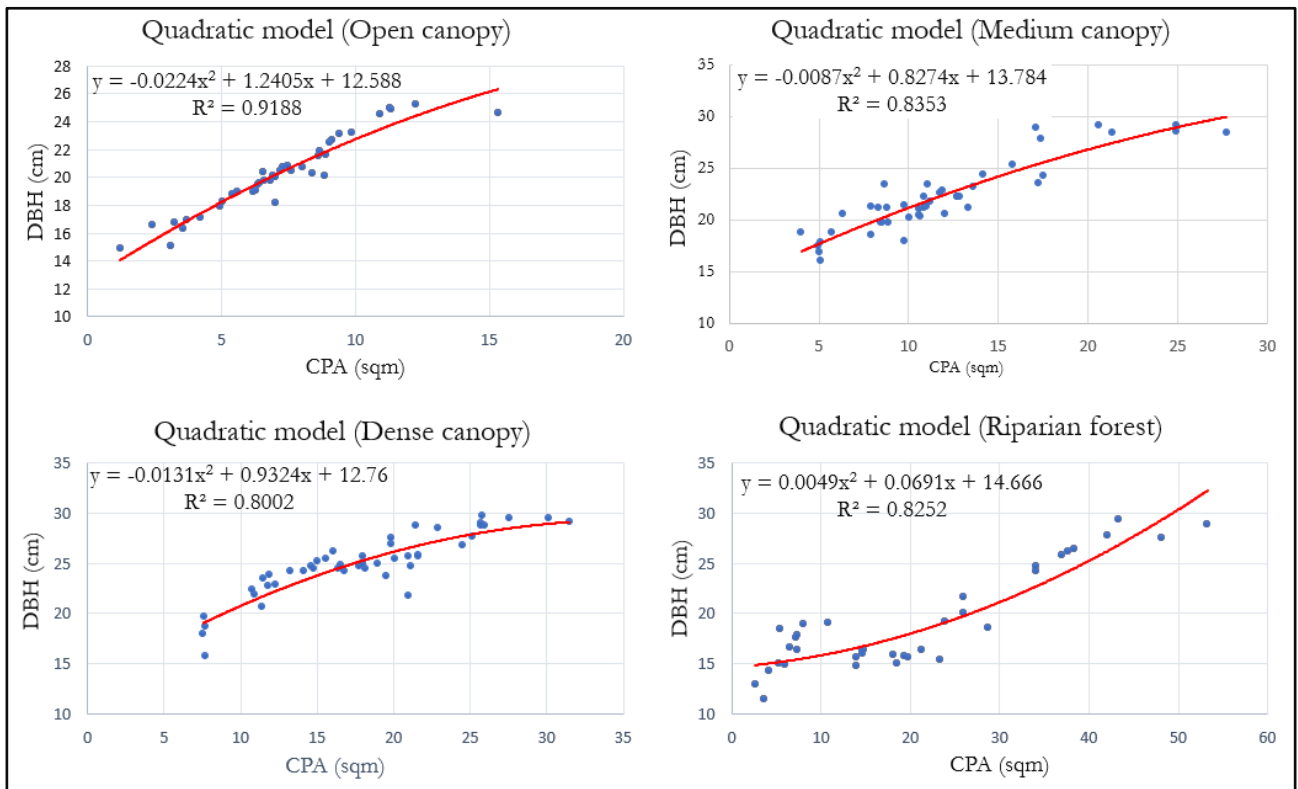 Quadratic model (Open canopy)
y = -0.0224x² + 1.2405x + 12.588
R² = 0.9188
28
26
24
22
20
18
16
14
12
10
DBH (cm)
0
5
10
15
20
CPA (sqm)
Quadratic model (Medium canopy)
y = -0.0087x² + 0.8274x + 13.784
R² = 0.8353
35
30
25
20
15
10
DBH (cm)
0
5
10
15
20
25
30
CPA (sqm)
Quadratic model (Dense canopy)
y = -0.0131x² + 0.9324x + 12.76
R² = 0.8002
35
30
25
20
15
10
DBH (cm)
0
5
10
15
20
25
30
35
CPA (sqm)
Quadratic model (Riparian forest)
y = 0.0049x² + 0.0691x + 14.666
R² = 0.8252
35
30
25
20
15
10
DBH (cm)
0
10
20
30
40
50
60
CPA (sqm)